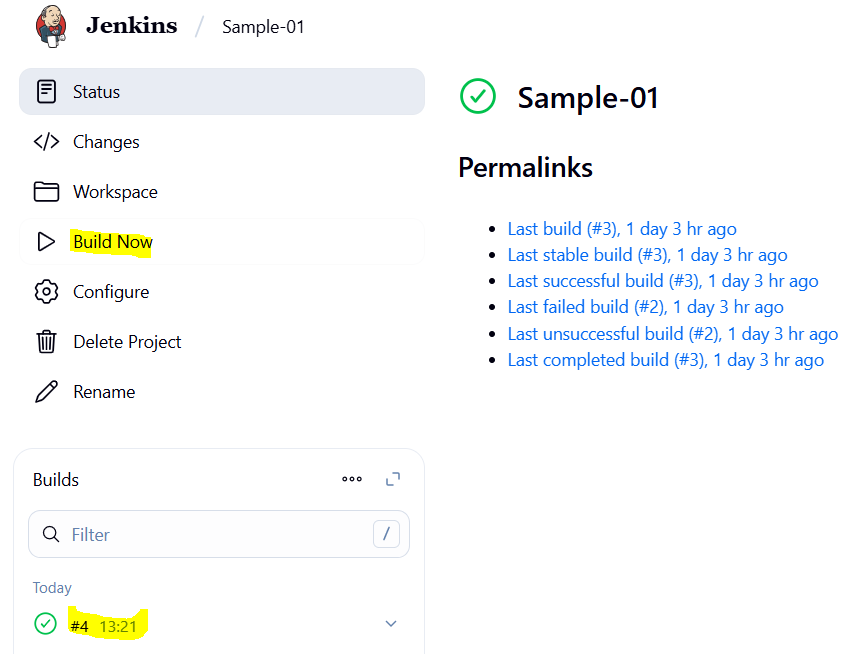 Jenkins / Sample-01
Status
Changes
Workspace
Build Now
Configure
Delete Project
Rename
Builds
Filter /
Today
#4 13:21
Sample-01
Permalinks
Last build (#3), 1 day 3 hr ago
Last stable build (#3), 1 day 3 hr ago
Last successful build (#3), 1 day 3 hr ago
Last failed build (#2), 1 day 3 hr ago
Last unsuccessful build (#2), 1 day 3 hr ago
Last completed build (#3), 1 day 3 hr ago